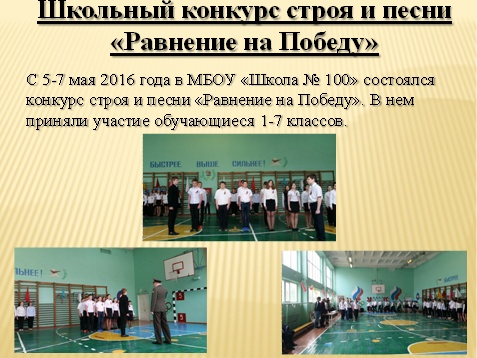 Школьный конкурс строя и песни
«Равнение на Победу»
С 5-7 мая 2016 года в МБОУ «Школа № 100» состоялся
конкурс строя и песни «Равнение на Победу». В нем
приняли участие обучающиеся 1-7 классов.
БЫСТРЕЕ ВЫШЕ СИЛЬНЕЕ!
ЛЬНЕЕ!